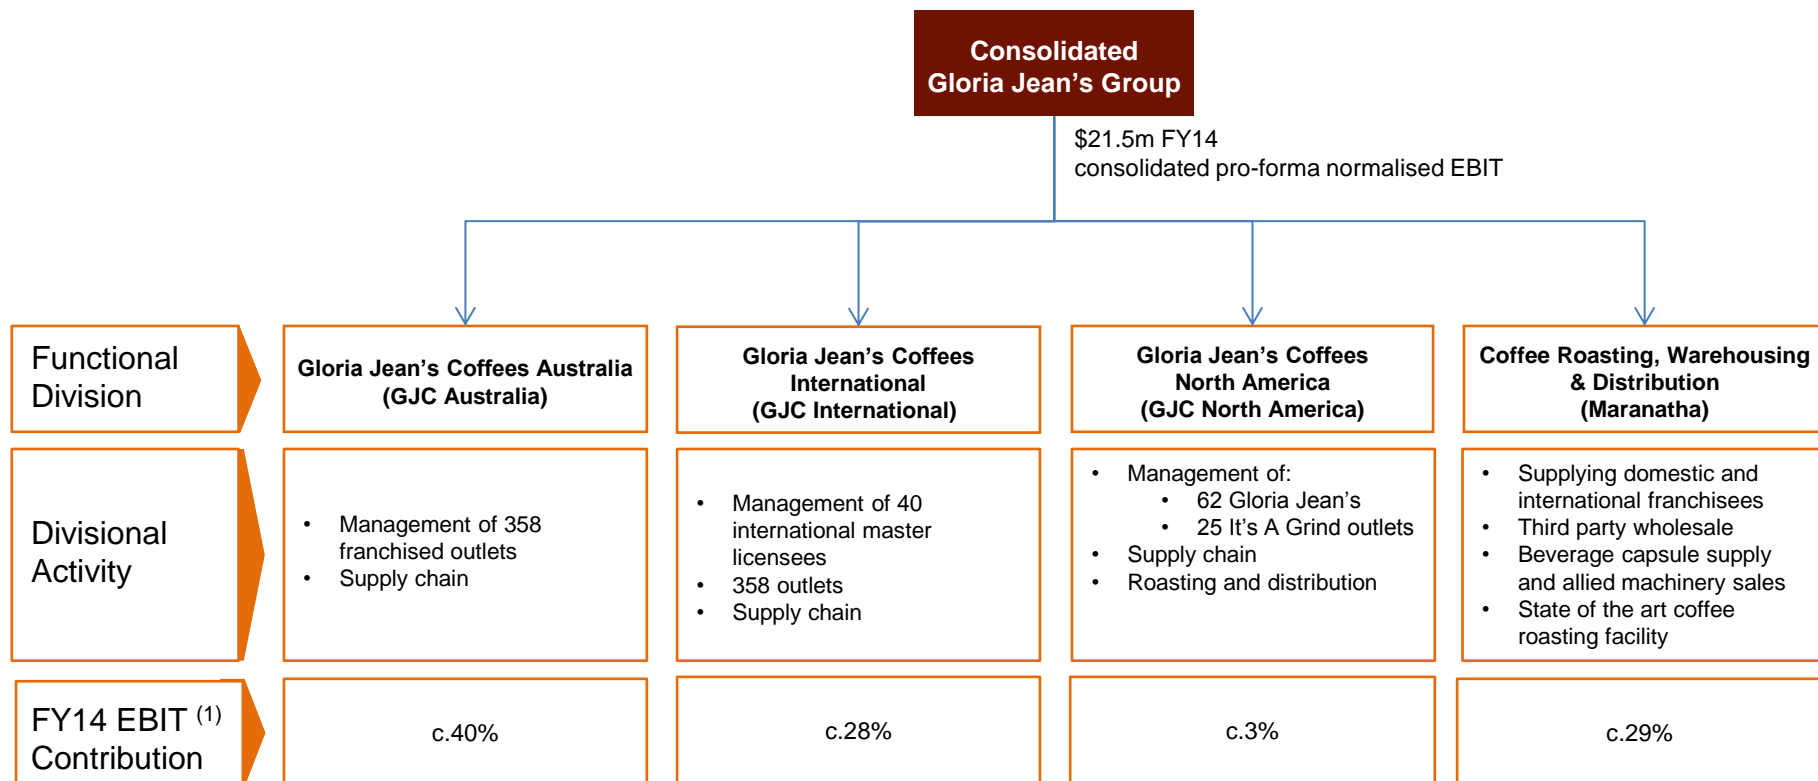 Consolidated
Gloria Jean's Group
$21.5m FY14
consolidated pro-forma normalised EBIT
Functional
Division
Gloria Jean's Coffees Australia
(GJC Australia)
Gloria Jean's Coffees
International
(GJC International)
Gloria Jean's Coffees
North America
(GJC North America)
Coffee Roasting, Warehousing
& Distribution
(Maranatha)
Divisional
Activity
• Management of 358
franchised outlets
• Supply chain
• Management of 40
international master
licensees
• 358 outlets
• Supply chain
• Management of:
• 62 Gloria Jean's
• 25 It's A Grind outlets
• Supply chain
• Roasting and distribution
• Supplying domestic and
international franchisees
• Third party wholesale
• Beverage capsule supply
and allied machinery sales
• State of the art coffee
roasting facility
FY14 EBIT (1)
Contribution
c.40%
c.28%
c.3%
c.29%